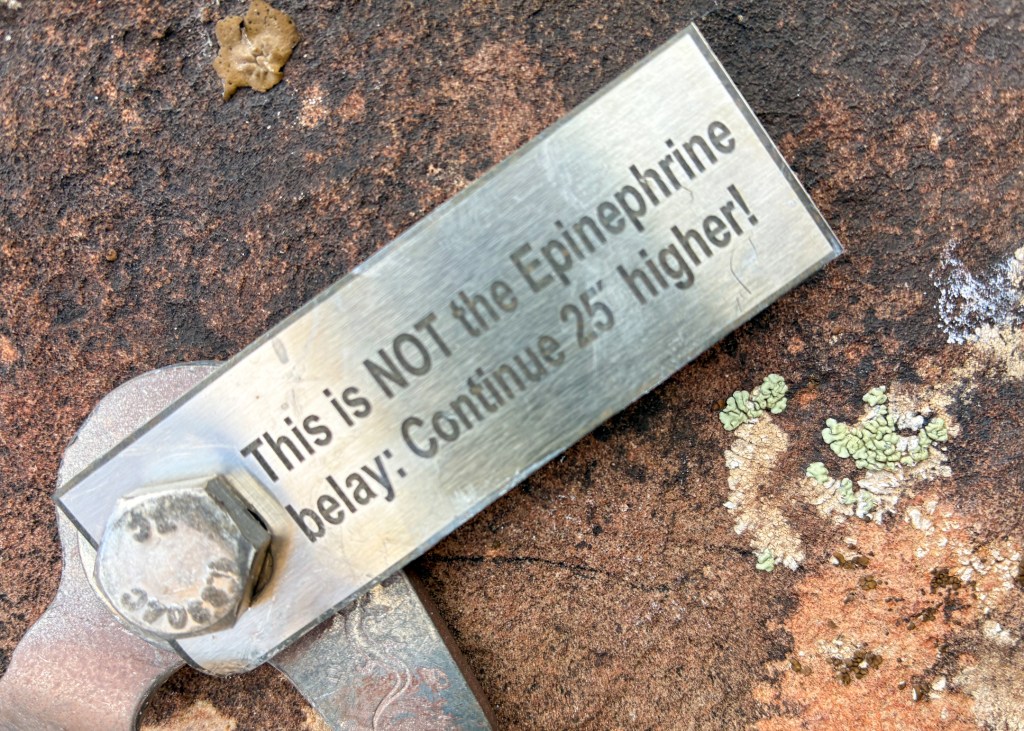 This is NOT the Epinephrine
belay: Continue 25" higher!